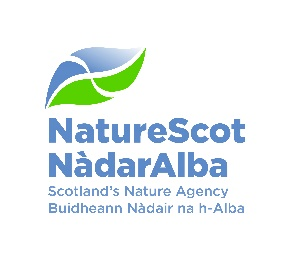 NatureScot
NàdarAlba
Scotland's Nature Agency
Buidheann Nàdair na h-Alba